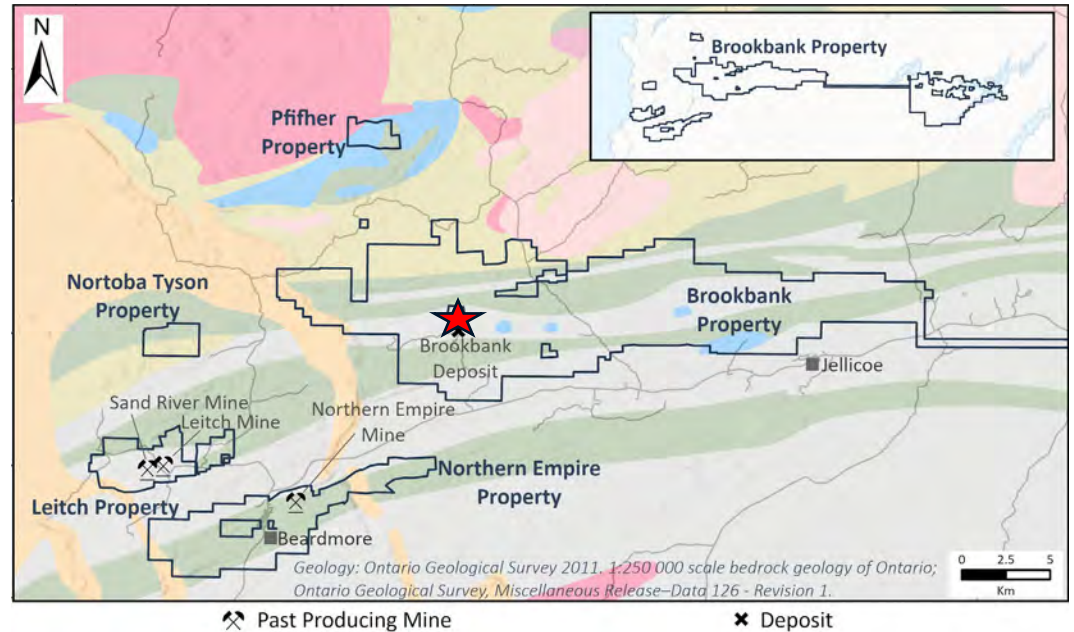 N
Brookbank Property
Pfifher
Property
Nortoba Tyson
Property
Brookbank
Property
Brookbank
Deposit
Jellicoe
Sand River Mine
Leitch Mine
Northern Empire
Mine
Northern Empire
Property
Leitch Property
Beardmore
Geology: Ontario Geological Survey 2011. 1:250 000 scale bedrock geology of Ontario;
Ontario Geological Survey, Miscellaneous Release–Data 126 - Revision 1.
0 2.5 5
Km
Past Producing Mine
Deposit